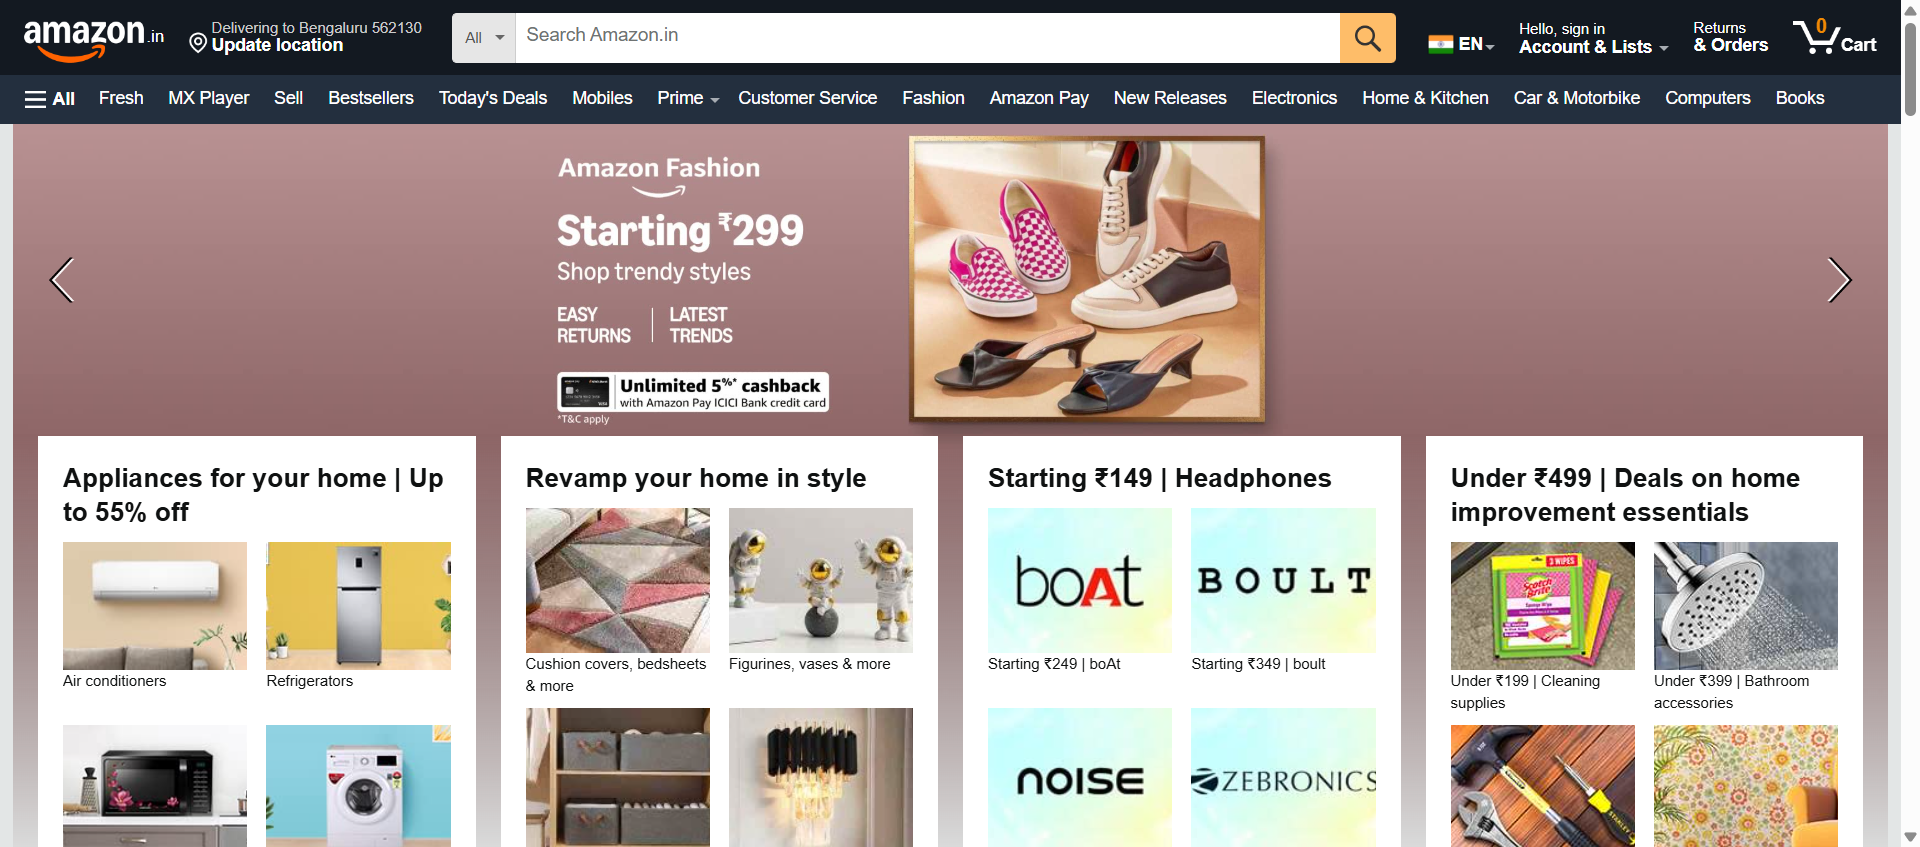 amazon.in
Delivering to Bengaluru 562130
Update location
All
Search Amazon.in
EN
Hello, sign in
Account & Lists
Returns
& Orders
0
Cart
All
Fresh
MX Player
Sell
Bestsellers
Today's Deals
Mobiles
Prime
Customer Service
Fashion
Amazon Pay
New Releases
Electronics
Home & Kitchen
Car & Motorbike
Computers
Books
Amazon Fashion
Starting ₹299
Shop trendy styles
EASY
RETURNS
LATEST
TRENDS
Unlimited 5%* cashback
with Amazon Pay ICICI Bank credit card
*T&C apply
Appliances for your home | Up
to 55% off
Air conditioners
Refrigerators
Revamp your home in style
Cushion covers, bedsheets
& more
Figurines, vases & more
Starting ₹149 | Headphones
boAt
Starting ₹249 | boAt
BOULT
Starting ₹349 | boult
noise
ZEBRONICS
Under ₹499 | Deals on home
improvement essentials
3 WIPES
Scotch
Brite
Under ₹199 | Cleaning
supplies
Under ₹399 | Bathroom
accessories
STANLEY